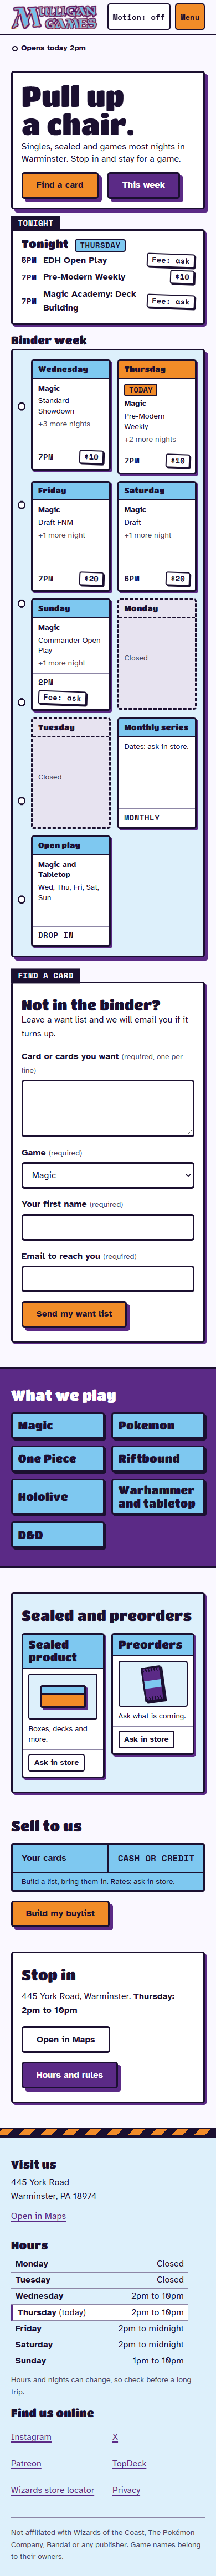 MULLIGAN GAMES
Motion: off
Menu
Opens today 2pm
Pull up
a chair.
Singles, sealed and games most nights in
Warminster. Stop in and stay for a game.
Find a card
This week
TONIGHT
Tonight THURSDAY
5PM EDH Open Play Fee: ask
7PM Pre-Modern Weekly $10
7PM Magic Academy: Deck
Building Fee: ask
Binder week
Wednesday
Magic
Standard
Showdown
+3 more nights
7PM $10
Thursday
TODAY
Magic
Pre-Modern
Weekly
+2 more nights
7PM $10
Friday
Magic
Draft FNM
+1 more night
7PM $20
Saturday
Magic
Draft
+1 more night
6PM $20
Sunday
Magic
Commander Open
Play
+1 more night
2PM
Fee: ask
Monday
Closed
Tuesday
Closed
Monthly series
Dates: ask in store.
MONTHLY
Open play
Magic and
Tabletop
Wed, Thu, Fri, Sat,
Sun
DROP IN
FIND A CARD
Not in the binder?
Leave a want list and we will email you if it
turns up.
Card or cards you want (required, one per
line)
Game (required)
Magic
Your first name (required)
Email to reach you (required)
Send my want list
What we play
Magic
Pokemon
One Piece
Riftbound
Hololive
Warhammer
and tabletop
D&D
Sealed and preorders
Sealed
product
Boxes, decks and
more.
Ask in store
Preorders
Ask what is coming.
Ask in store
Sell to us
Your cards
CASH OR CREDIT
Build a list, bring them in. Rates: ask in store.
Build my buylist
Stop in
445 York Road, Warminster. Thursday:
2pm to 10pm
Open in Maps
Hours and rules
Visit us
445 York Road
Warminster, PA 18974
Open in Maps
Hours
Monday Closed
Tuesday Closed
Wednesday 2pm to 10pm
Thursday (today) 2pm to 10pm
Friday 2pm to midnight
Saturday 2pm to midnight
Sunday 1pm to 10pm
Hours and nights can change, so check before a long
trip.
Find us online
Instagram
X
Patreon
TopDeck
Wizards store locator
Privacy
Not affiliated with Wizards of the Coast, The Pokémon
Company, Bandai or any publisher. Game names belong
to their owners.